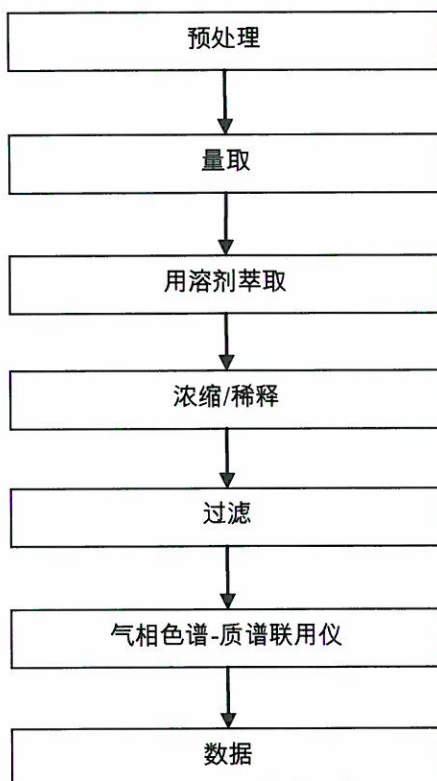 预处理
量取
用溶剂萃取
浓缩/稀释
过滤
气相色谱-质谱联用仪
数据